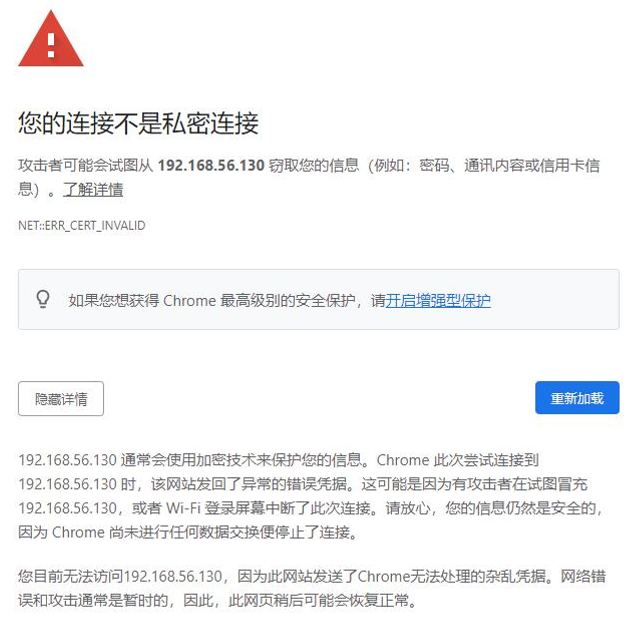 您的连接不是私密连接
攻击者可能会试图从 192.168.56.130 窃取您的信息（例如：密码、通讯内容或信用卡信
息）。了解详情
NET::ERR_CERT_INVALID
如果您想获得 Chrome 最高级别的安全保护，请开启增强型保护
隐藏详情
重新加载
192.168.56.130 通常会使用加密技术来保护您的信息。Chrome 此次尝试连接到
192.168.56.130 时，该网站发回了异常的错误凭据。这可能是因为有攻击者在试图冒充
192.168.56.130，或者 Wi-Fi 登录屏幕中断了此次连接。请放心，您的信息仍然是安全的，
因为 Chrome 尚未进行任何数据交换便停止了连接。
您目前无法访问192.168.56.130，因为此网站发送了Chrome无法处理的杂乱凭据。网络错
误和攻击通常是暂时的，因此，此网页稍后可能会恢复正常。